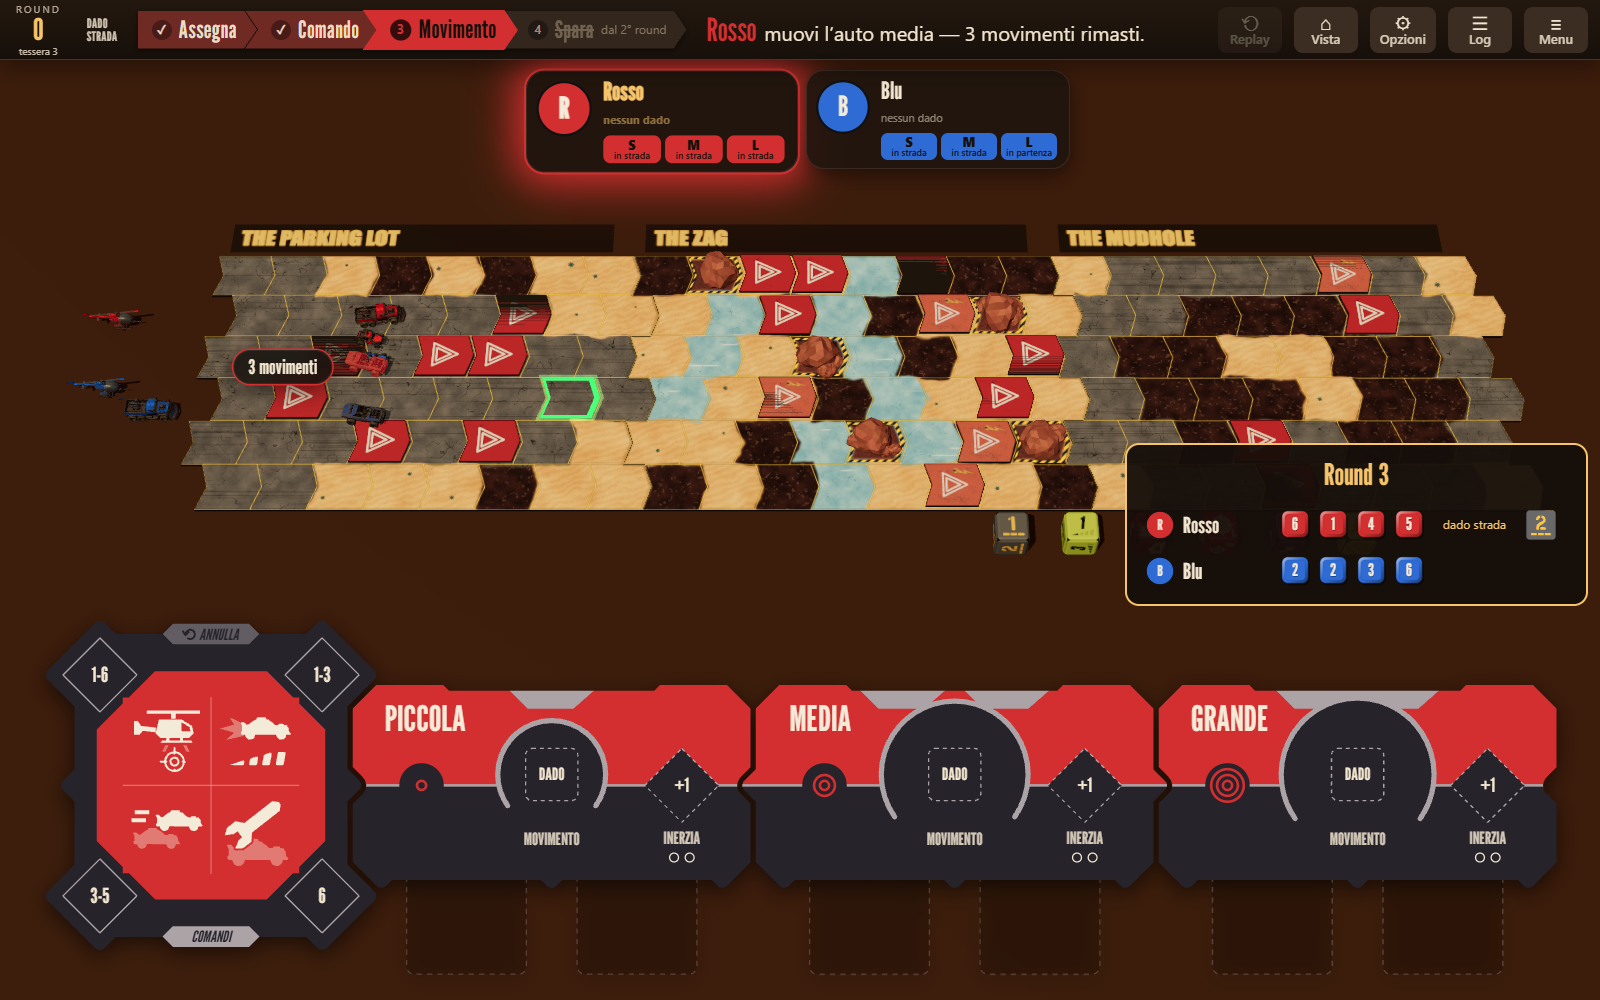 ROUND
0
tessera 3
DADO
STRADA
✓ Assegna
✓ Comando
3 Movimento
4 Spara dal 2° round
Rosso muovi l'auto media — 3 movimenti rimasti.
Replay
Vista
Opzioni
Log
Menu
R
Rosso
nessun dado
S
in strada
M
in strada
L
in strada
B
Blu
nessun dado
S
in strada
M
in strada
L
in partenza
THE PARKING LOT
THE ZAG
THE MUDHOLE
3 movimenti
1
1
Round 3
R Rosso 6 1 4 5 dado strada 2
B Blu 2 2 3 6
ANNULLA
1-6
1-3
3-5
6
COMANDI
PICCOLA
DADO
+1
MOVIMENTO
INERZIA
MEDIA
DADO
+1
MOVIMENTO
INERZIA
GRANDE
DADO
+1
MOVIMENTO
INERZIA